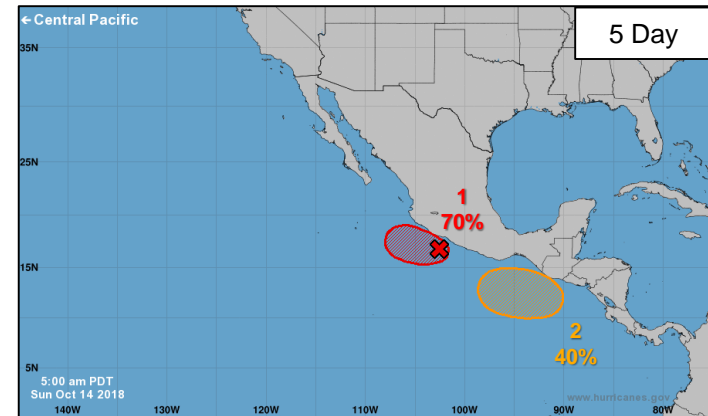 ← Central Pacific
5 Day
35N
25N
1
70%
15N
2
40%
5N
5:00 am PDT
Sun Oct 14 2018
www.hurricanes.gov
140W 130W 120W 110W 100W 90W 80W